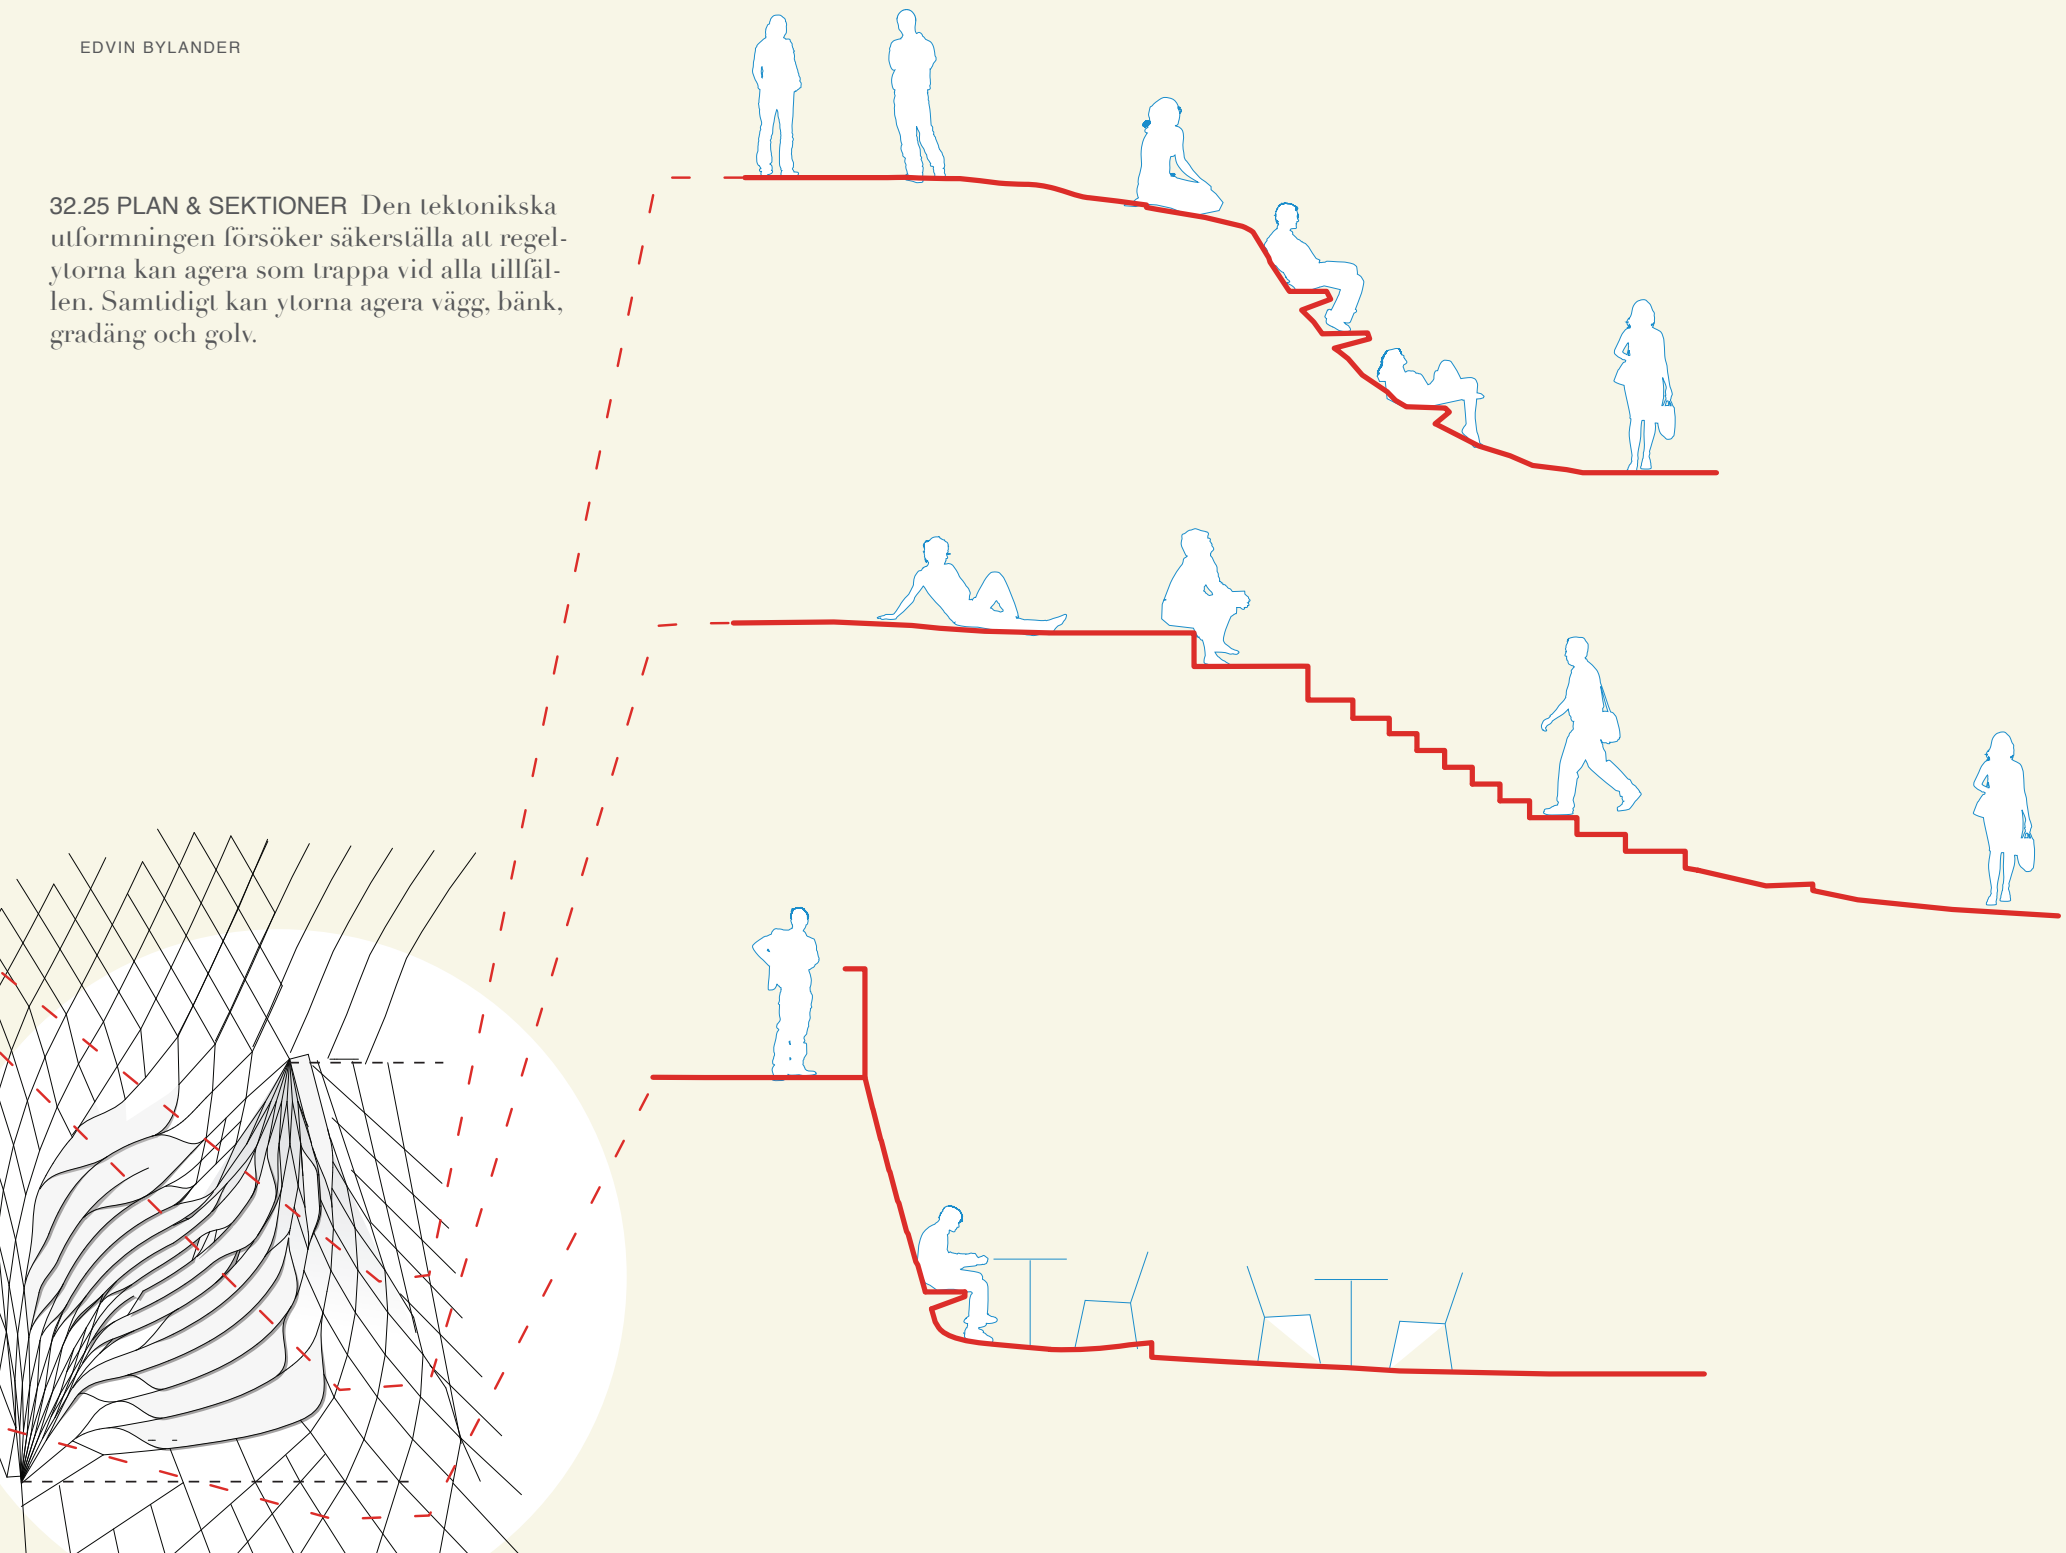 EDVIN BYLANDER
32.25 PLAN & SEKTIONER Den tektonikska
utformningen försöker säkerställa att regel-
ytorna kan agera som trappa vid alla tillfäl-
len. Samtidigt kan ytorna agera vägg, bänk,
gradäng och golv.